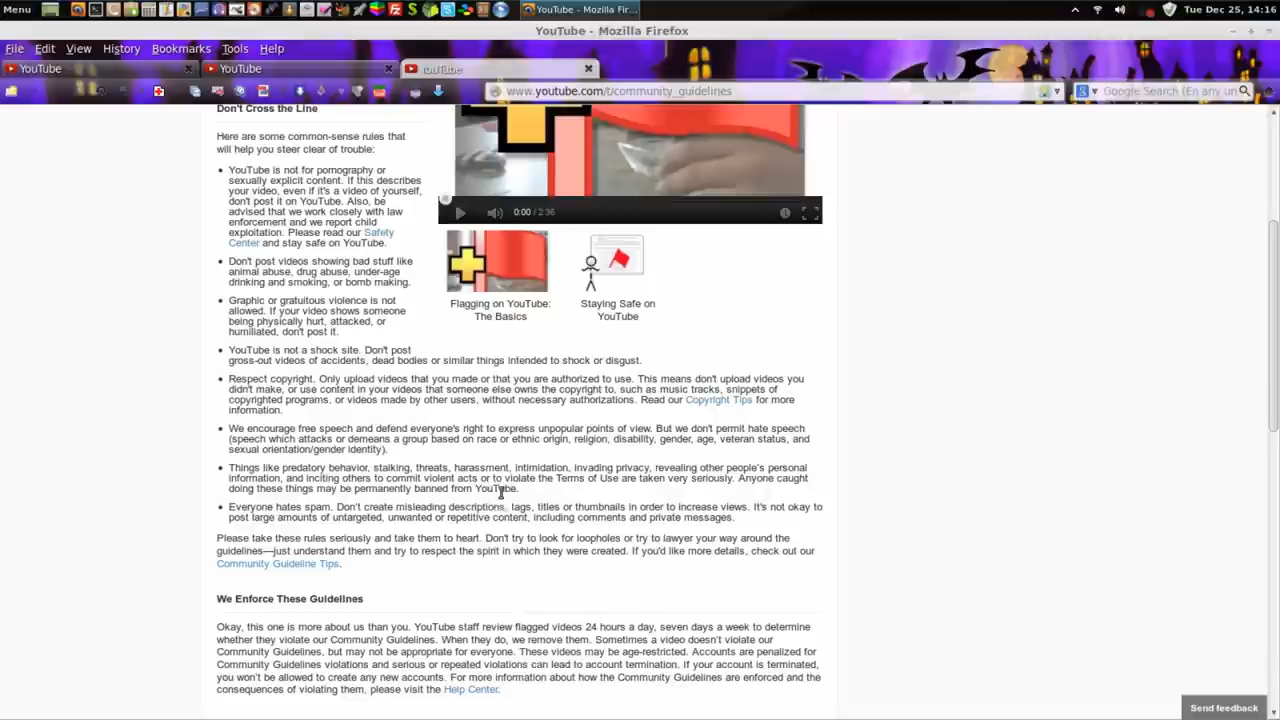 Menu
YouTube - Mozilla Fir...
Tue Dec 25, 14:16
YouTube - Mozilla Firefox
File Edit View History Bookmarks Tools Help
YouTube
YouTube
YouTube
www.youtube.com/t/community_guidelines
Google Search (En any un
Don't Cross the Line
Here are some common-sense rules that
will help you steer clear of trouble:
YouTube is not for pornography or
sexually explicit content. If this describes
your video, even if it's a video of yourself,
don't post it on YouTube. Also, be
advised that we work closely with law
enforcement and we report child
exploitation. Please read our Safety
Center and stay safe on YouTube.
Don't post videos showing bad stuff like
animal abuse, drug abuse, under-age
drinking and smoking, or bomb making.
Graphic or gratuitous violence is not
allowed. If your video shows someone
being physically hurt, attacked, or
humiliated, don't post it.
YouTube is not a shock site. Don't post
gross-out videos of accidents, dead bodies or similar things intended to shock or disgust.
0:00 / 2:36
Flagging on YouTube:
The Basics
Staying Safe on
YouTube
Respect copyright. Only upload videos that you made or that you are authorized to use. This means don't upload videos you
didn't make, or use content in your videos that someone else owns the copyright to, such as music tracks, snippets of
copyrighted programs, or videos made by other users, without necessary authorizations. Read our Copyright Tips for more
information.
We encourage free speech and defend everyone's right to express unpopular points of view. But we don't permit hate speech
(speech which attacks or demeans a group based on race or ethnic origin, religion, disability, gender, age, veteran status, and
sexual orientation/gender identity).
Things like predatory behavior, stalking, threats, harassment, intimidation, invading privacy, revealing other people's personal
information, and inciting others to commit violent acts or to violate the Terms of Use are taken very seriously. Anyone caught
doing these things may be permanently banned from YouTube.
Everyone hates spam. Don't create misleading descriptions, tags, titles or thumbnails in order to increase views. It's not okay to
post large amounts of untargeted, unwanted or repetitive content, including comments and private messages.
Please take these rules seriously and take them to heart. Don't try to look for loopholes or try to lawyer your way around the
guidelines—just understand them and try to respect the spirit in which they were created. If you'd like more details, check out our
Community Guideline Tips.
We Enforce These Guidelines
Okay, this one is more about us than you. YouTube staff review flagged videos 24 hours a day, seven days a week to determine
whether they violate our Community Guidelines. When they do, we remove them. Sometimes a video doesn't violate our
Community Guidelines, but may not be appropriate for everyone. These videos may be age-restricted. Accounts are penalized for
Community Guidelines violations and serious or repeated violations can lead to account termination. If your account is terminated,
you won't be allowed to create any new accounts. For more information about how the Community Guidelines are enforced and the
consequences of violating them, please visit the Help Center.
Send feedback